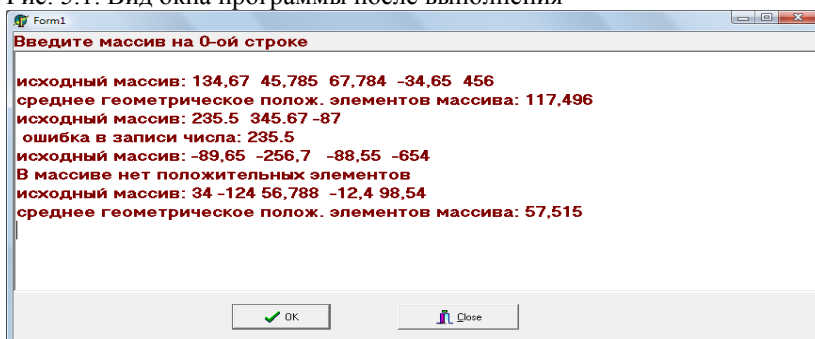 Рис. 5.1. Вид окна программы после выполнения
Form1
Введите массив на 0-ой строке
исходный массив: 134,67 45,785 67,784 -34,65 456
среднее геометрическое полож. элементов массива: 117,496
исходный массив: 235.5 345.67 -87
ошибка в записи числа: 235.5
исходный массив: -89,65 -256,7 -88,55 -654
В массиве нет положительных элементов
исходный массив: 34 -124 56,788 -12,4 98,54
среднее геометрическое полож. элементов массива: 57,515
OK
Close